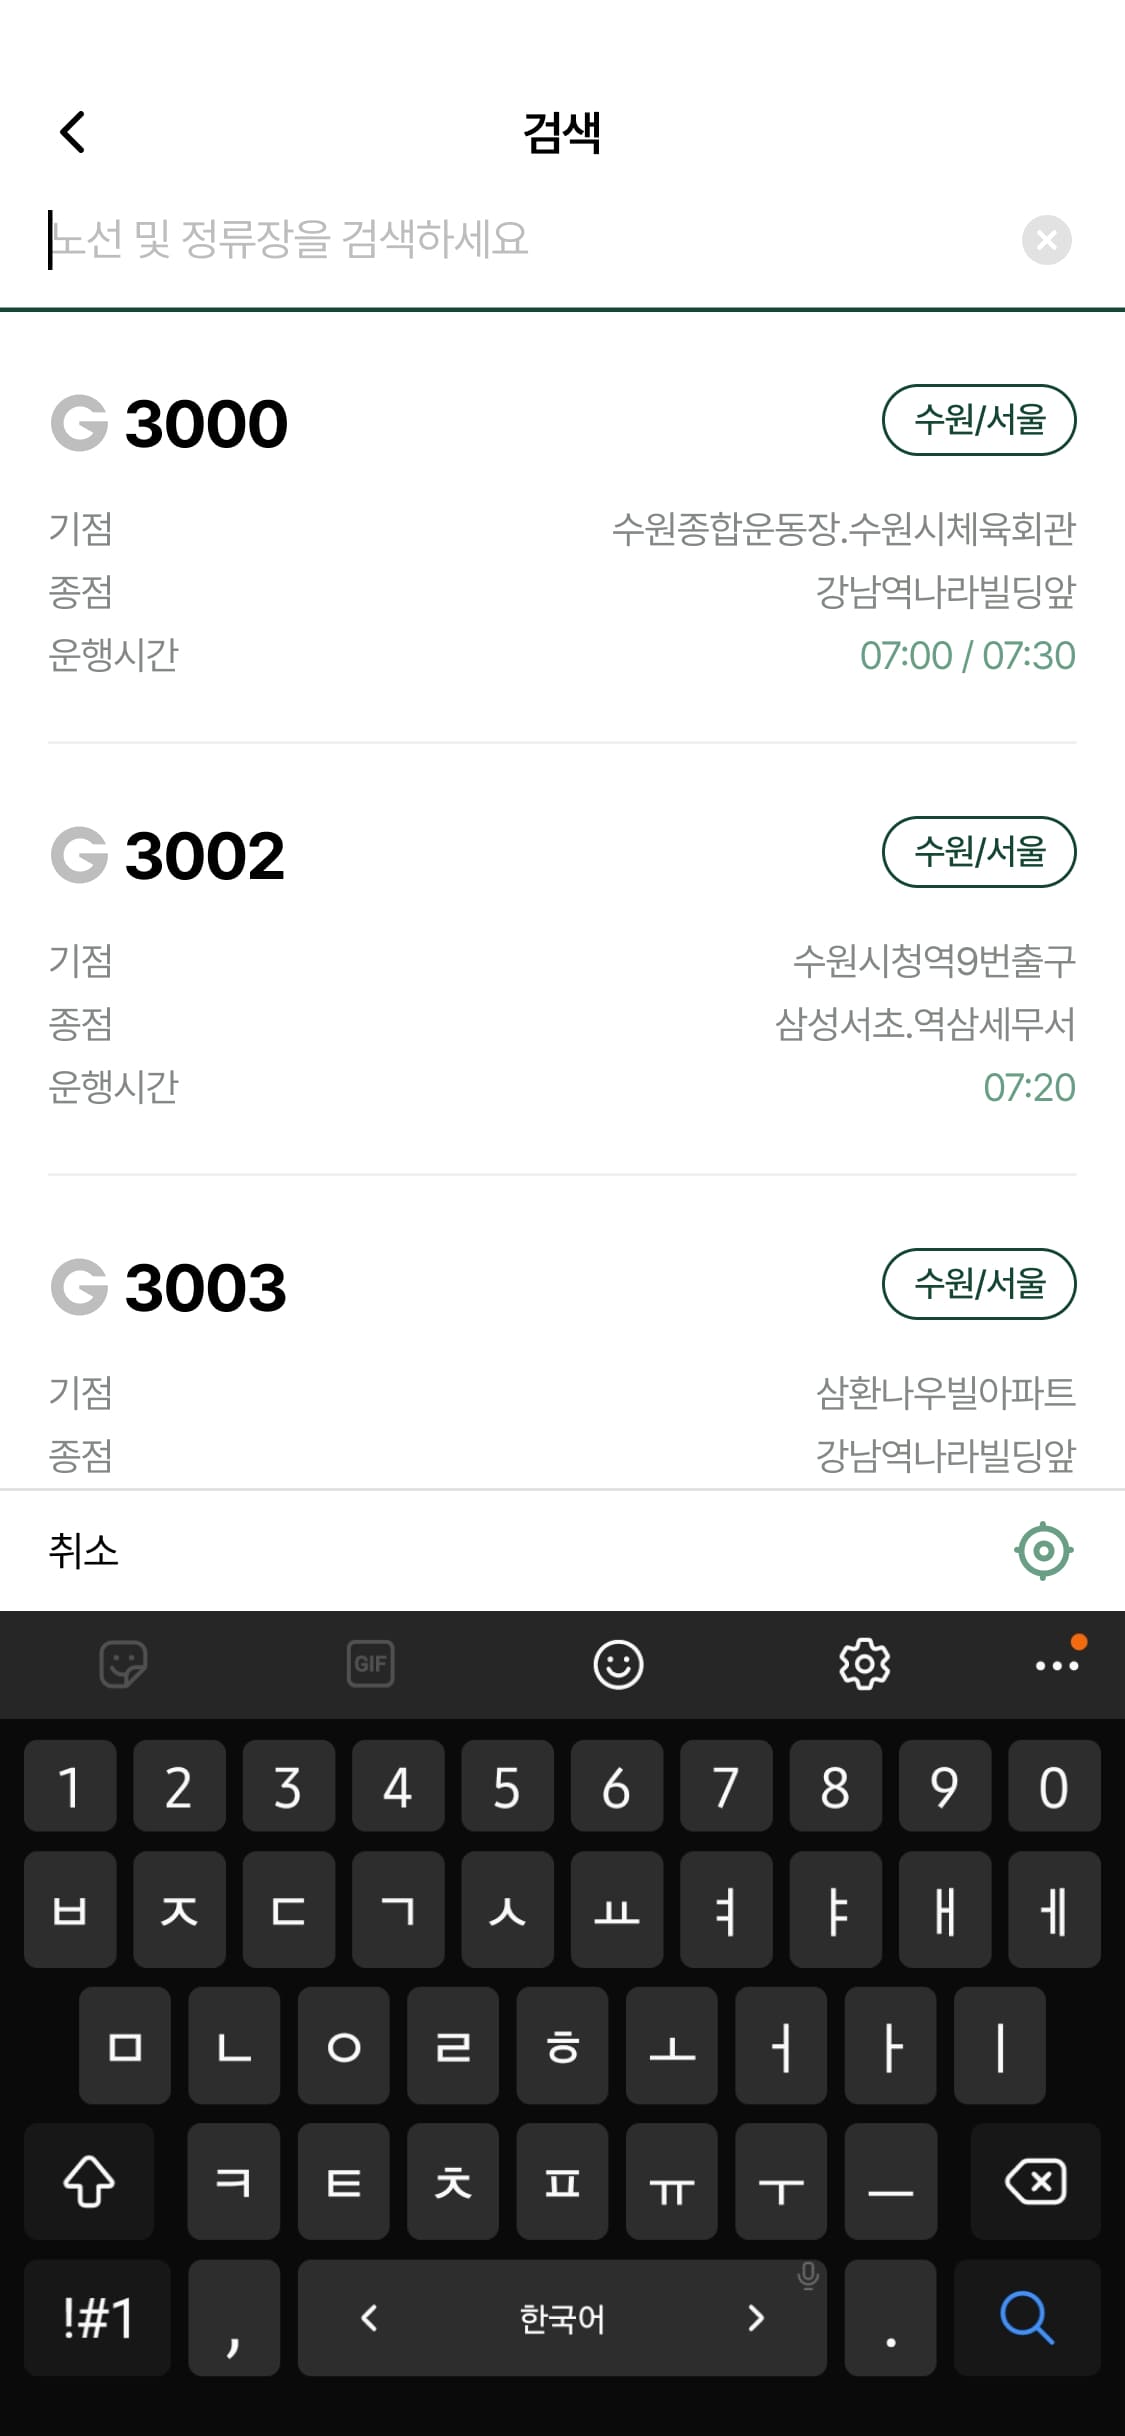 검색
노선 및 정류장을 검색하세요
G 3000 수원/서울
기점 수원종합운동장.수원시체육회관
종점 강남역나라빌딩앞
운행시간 07:00 / 07:30
G 3002 수원/서울
기점 수원시청역9번출구
종점 삼성서초.역삼세무서
운행시간 07:20
G 3003 수원/서울
기점 삼환나우빌아파트
종점 강남역나라빌딩앞
취소
GIF
1 2 3 4 5 6 7 8 9 0
ㅂ ㅈ ㄷ ㄱ ㅅ ㅛ ㅕ ㅑ ㅐ ㅔ
ㅁ ㄴ ㅇ ㄹ ㅎ ㅗ ㅓ ㅏ ㅣ
ㅋ ㅌ ㅊ ㅍ ㅠ ㅜ ㅡ
!#1 , < 한국어 > .